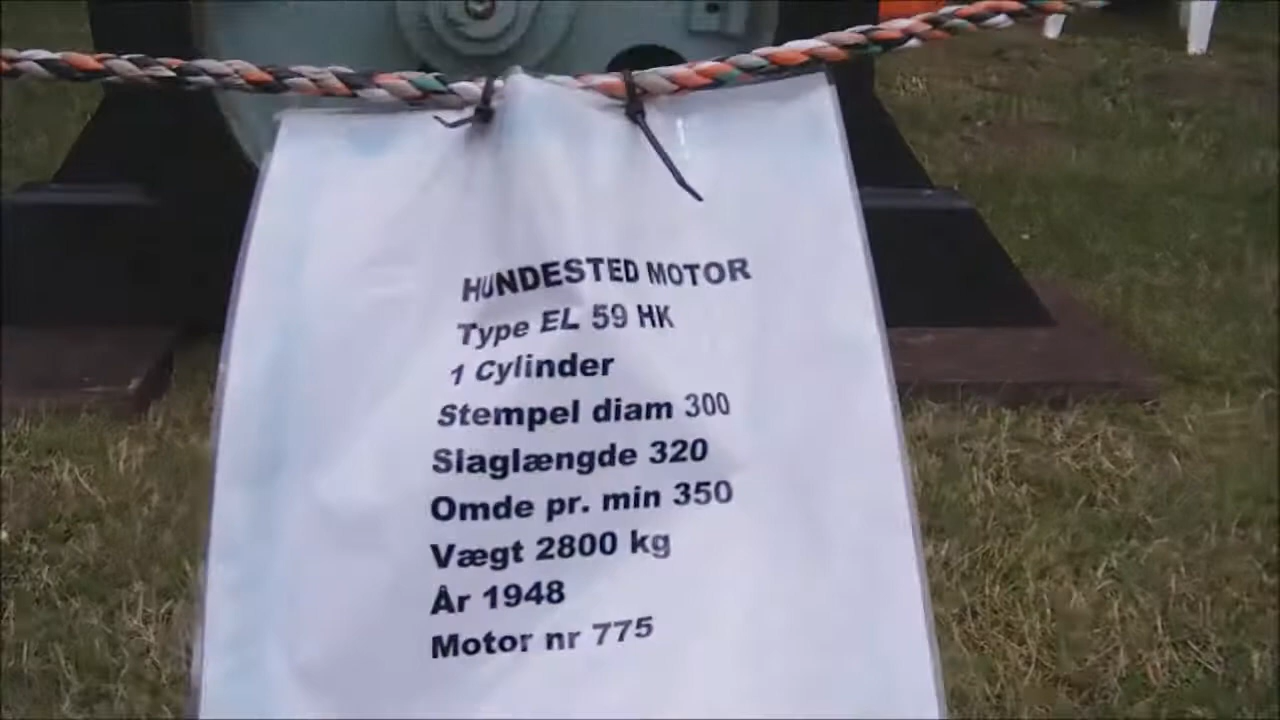 HUNDESTED MOTOR
Type EL 59 HK
1 Cylinder
Stempel diam 300
Slaglængde 320
Omde pr. min 350
Vægt 2800 kg
År 1948
Motor nr 775